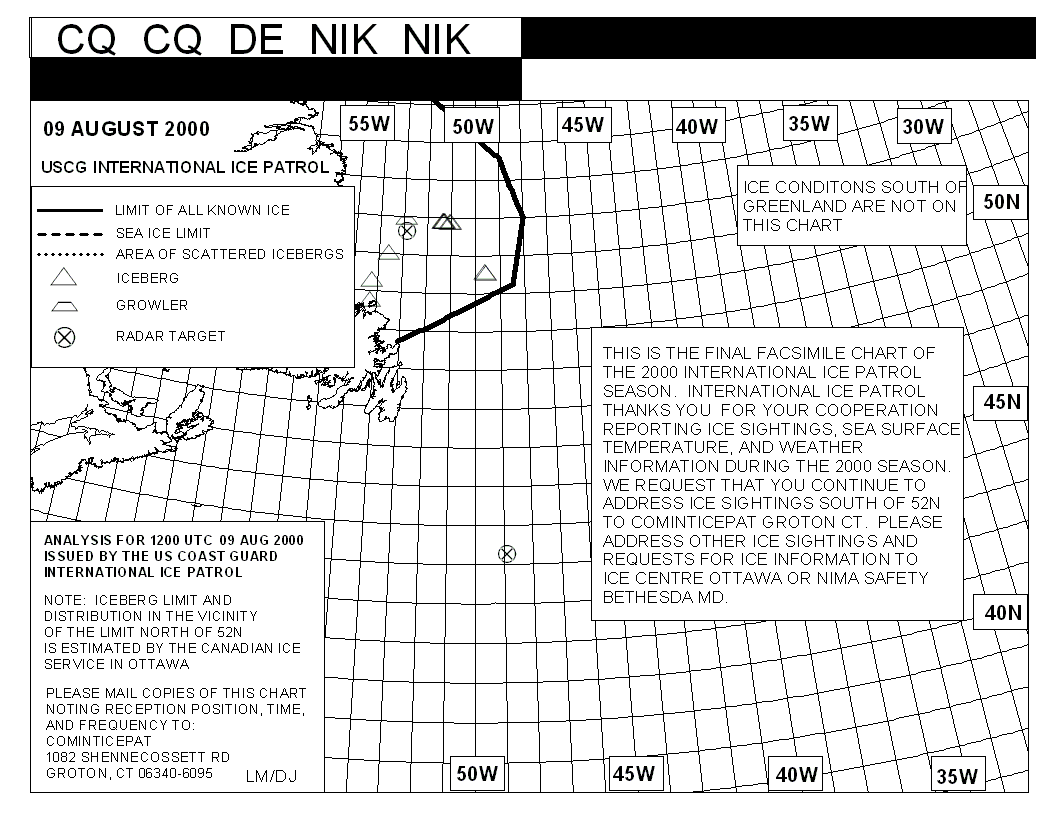 CQ CQ DE NIK NIK
09 AUGUST 2000
USCG INTERNATIONAL ICE PATROL
LIMIT OF ALL KNOWN ICE
SEA ICE LIMIT
AREA OF SCATTERED ICEBERGS
ICEBERG
GROWLER
RADAR TARGET
55W
50W
45W
40W
35W
30W
ICE CONDITONS SOUTH OF
GREENLAND ARE NOT ON
THIS CHART
50N
45N
40N
THIS IS THE FINAL FACSIMILE CHART OF
THE 2000 INTERNATIONAL ICE PATROL
SEASON. INTERNATIONAL ICE PATROL
THANKS YOU FOR YOUR COOPERATION
REPORTING ICE SIGHTINGS, SEA SURFACE
TEMPERATURE, AND WEATHER
INFORMATION DURING THE 2000 SEASON.
WE REQUEST THAT YOU CONTINUE TO
ADDRESS ICE SIGHTINGS SOUTH OF 52N
TO COMINTICEPAT GROTON CT. PLEASE
ADDRESS OTHER ICE SIGHTINGS AND
REQUESTS FOR ICE INFORMATION TO
ICE CENTRE OTTAWA OR NIMA SAFETY
BETHESDA MD.
ANALYSIS FOR 1200 UTC 09 AUG 2000
ISSUED BY THE US COAST GUARD
INTERNATIONAL ICE PATROL
NOTE: ICEBERG LIMIT AND
DISTRIBUTION IN THE VICINITY
OF THE LIMIT NORTH OF 52N
IS ESTIMATED BY THE CANADIAN ICE
SERVICE IN OTTAWA
PLEASE MAIL COPIES OF THIS CHART
NOTING RECEPTION POSITION, TIME,
AND FREQUENCY TO:
COMINTICEPAT
1082 SHENNECOSSETT RD
GROTON, CT 06340-6095
LM/DJ
50W
45W
40W
35W